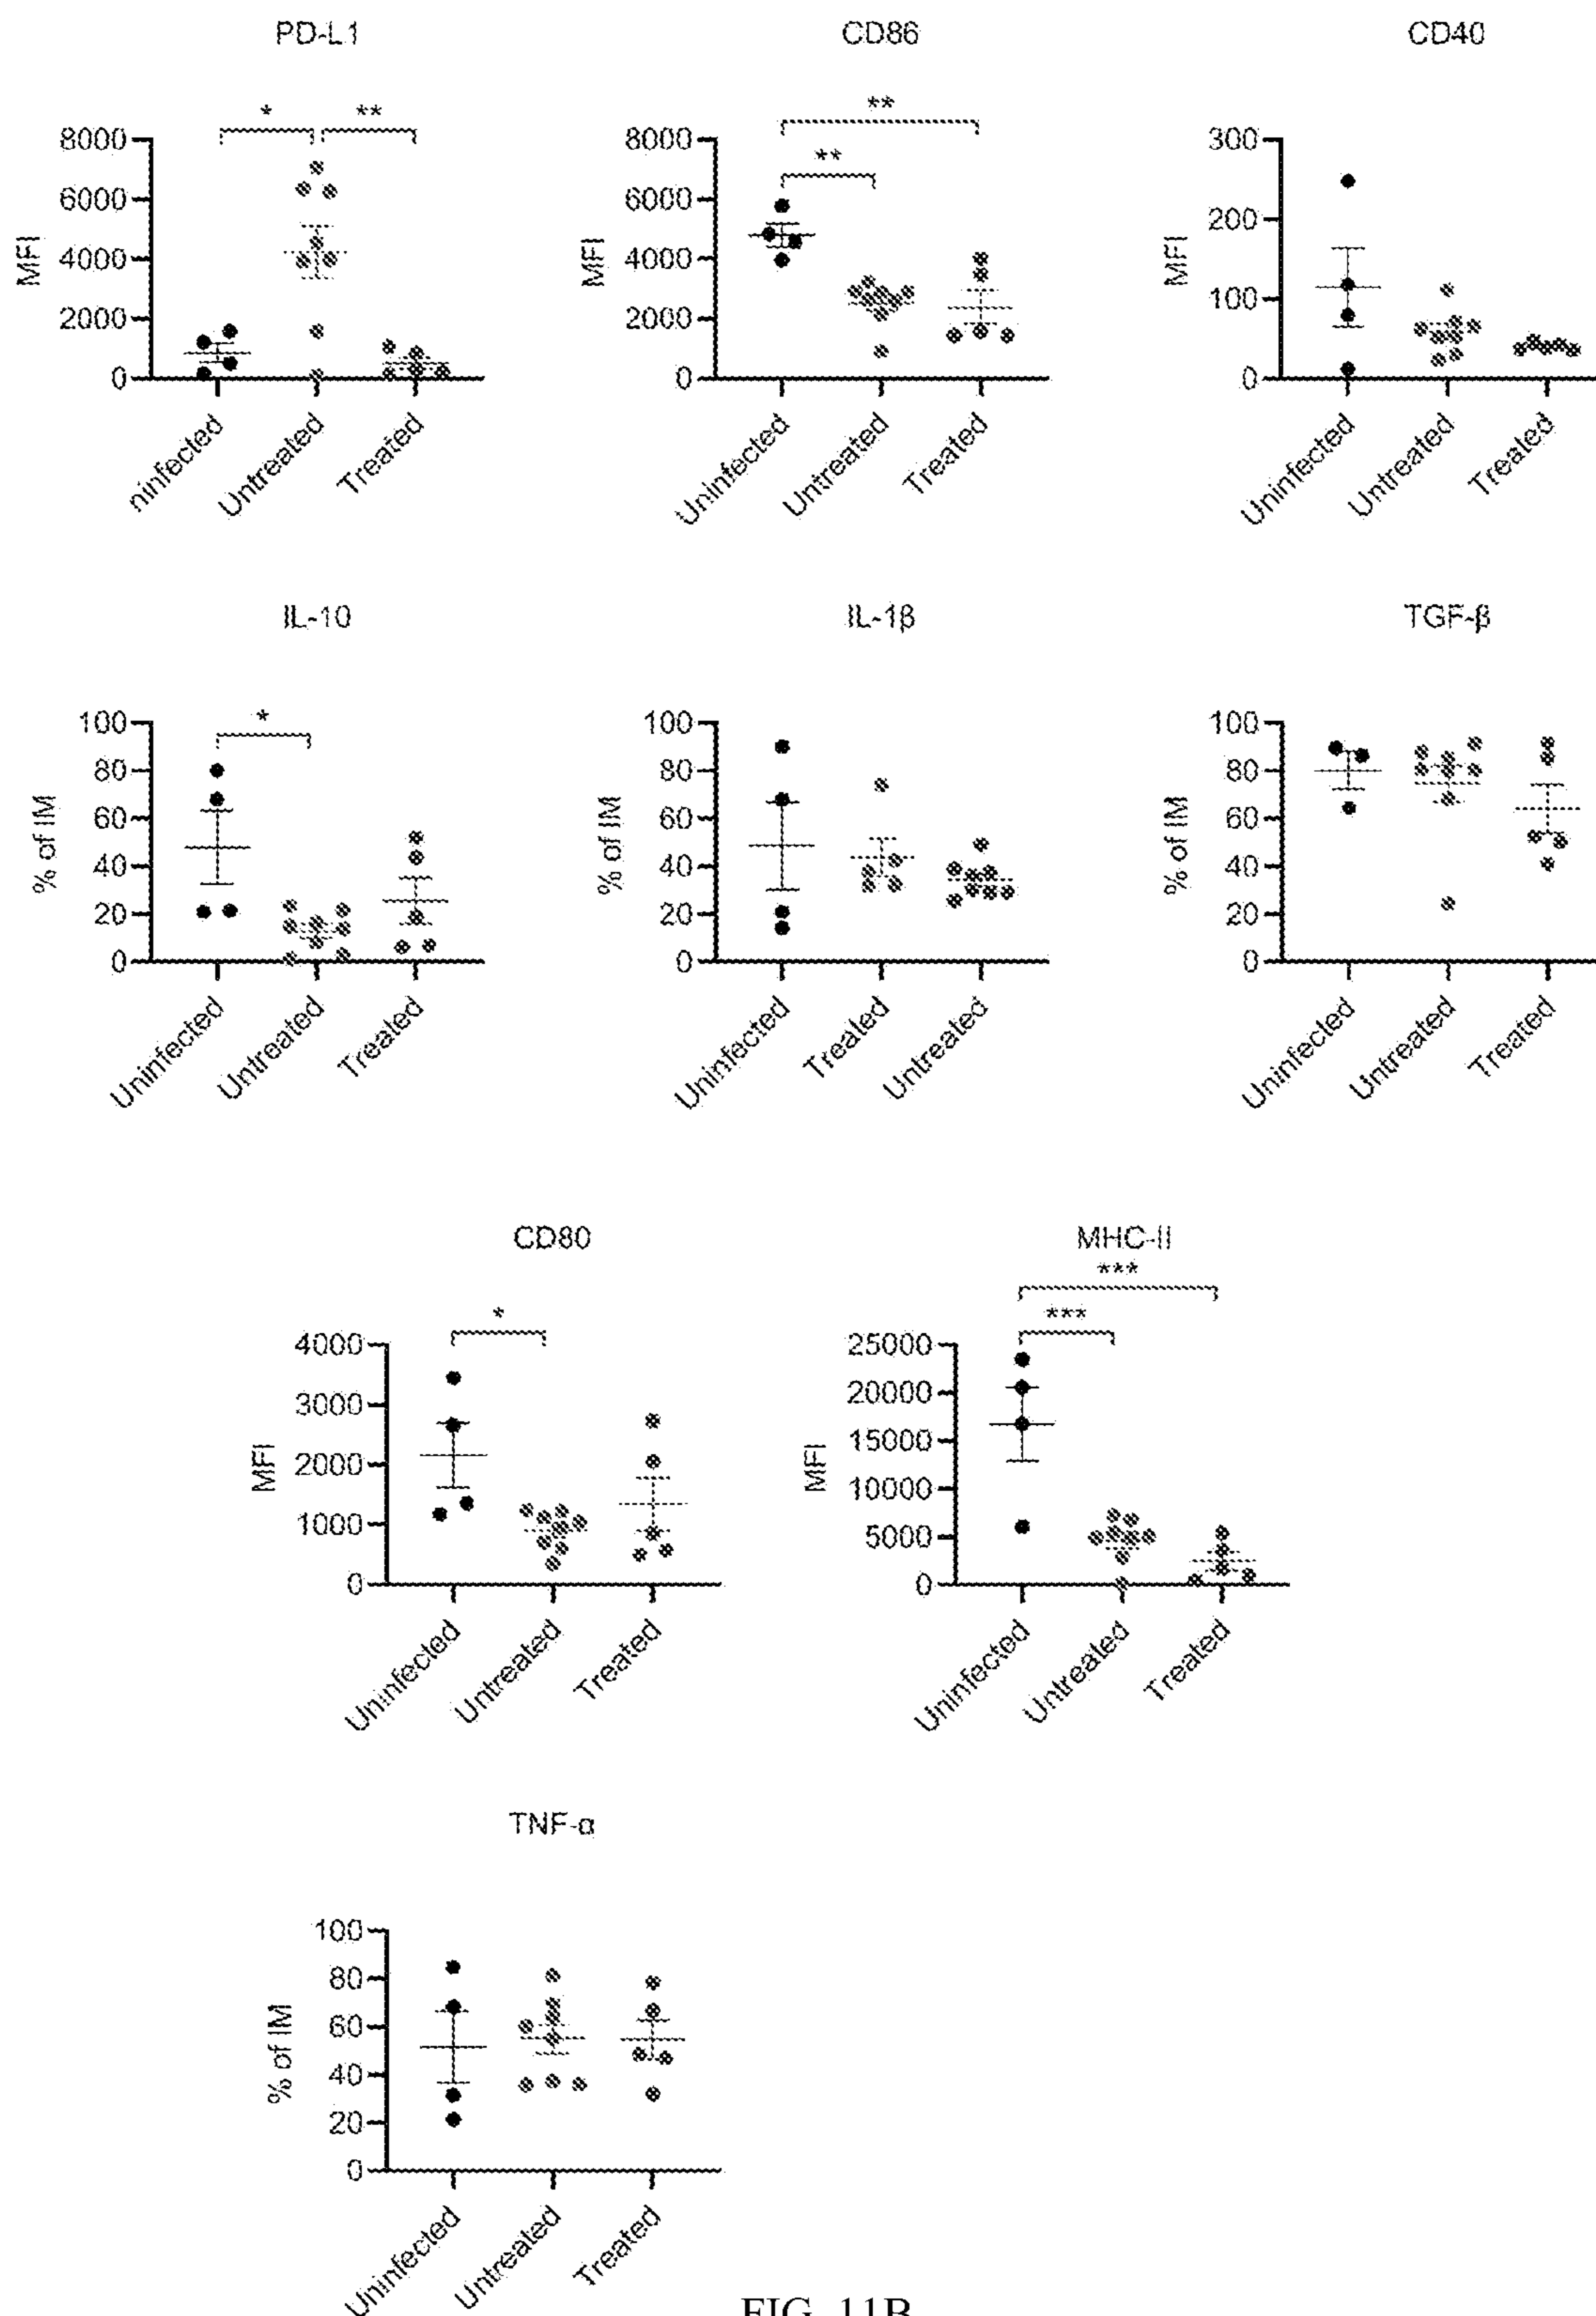 PD-L1 CD86 CD40
* ** ** **
8000 6000 4000 2000 0 MFI
8000 6000 4000 2000 0 MFI
300 200 100 0 MFI
ninfected Untreated Treated
Uninfected Untreated Treated
Uninfected Untreated Treated
IL-10 IL-1β TGF-β
*
100 80 60 40 20 0 % of IM
100 80 60 40 20 0 % of IM
100 80 60 40 20 0 % of IM
Uninfected Untreated Treated
Uninfected Treated Untreated
Uninfected Untreated Treated
CD80 MHC-II
* *** ***
4000 3000 2000 1000 0 MFI
25000 20000 15000 10000 5000 0 MFI
Uninfected Untreated Treated
Uninfected Untreated Treated
TNF-α
100 80 60 40 20 0 % of IM
Uninfected Untreated Treated
FIG. 11B